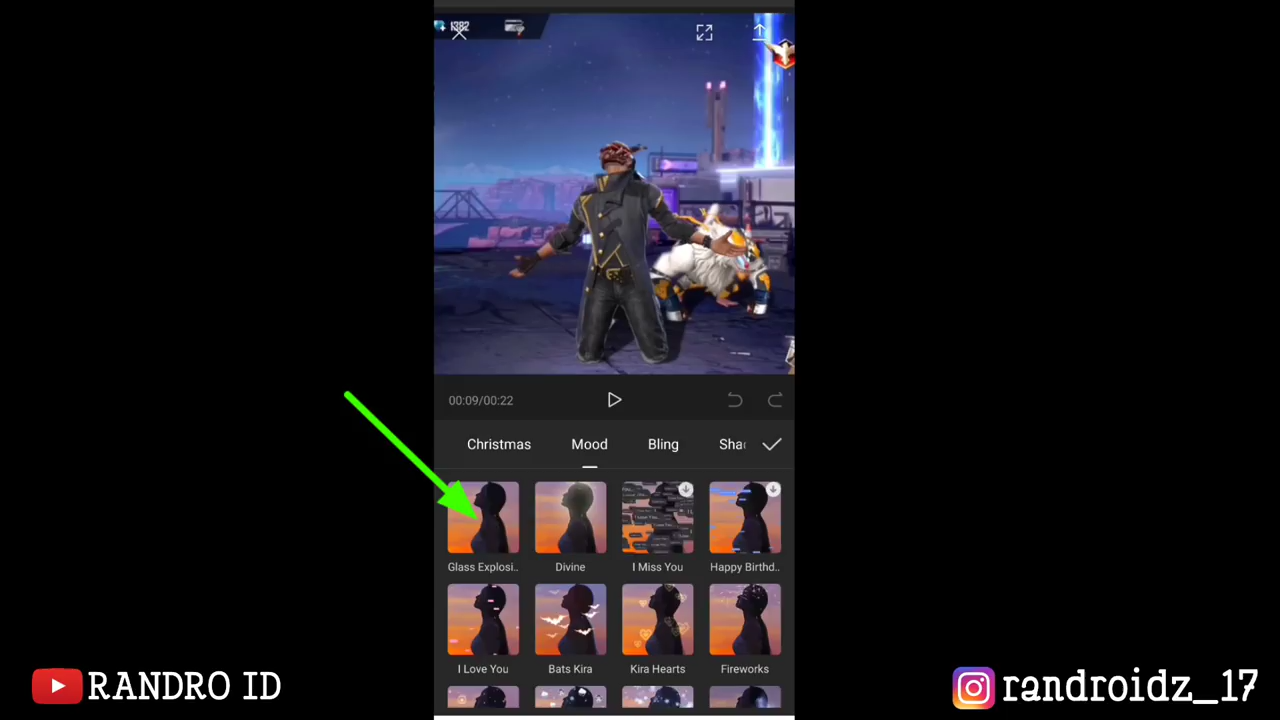 1382
00:09/00:22
Christmas
Mood
Bling
Sha
Glass Explosi..
Divine
I Miss You
Happy Birthd..
I Love You
Bats Kira
Kira Hearts
Fireworks
RANDRO ID
randroidz_17